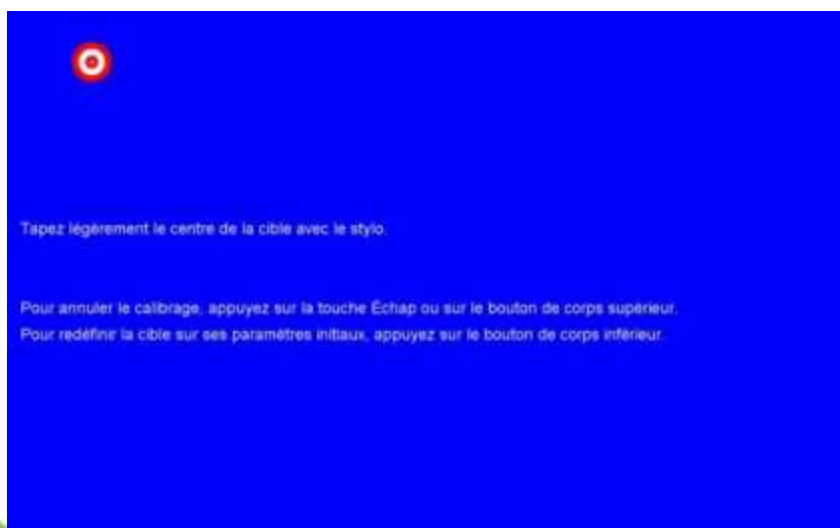 Tapez légèrement le centre de la cible avec le stylo.
Pour annuler le calibrage, appuyez sur la touche Échap ou sur le bouton de corps supérieur.
Pour redéfinir la cible sur ses paramètres initiaux, appuyez sur le bouton de corps inférieur.